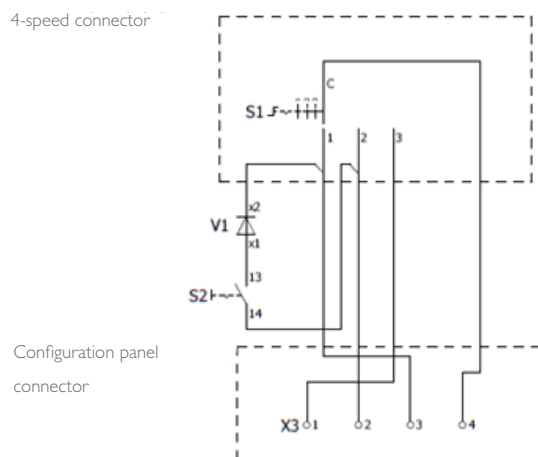 4-speed connector
C
S1
1 2 3
x2
V1
x1
13
S2
14
Configuration panel
connector
X3 1 2 3 4